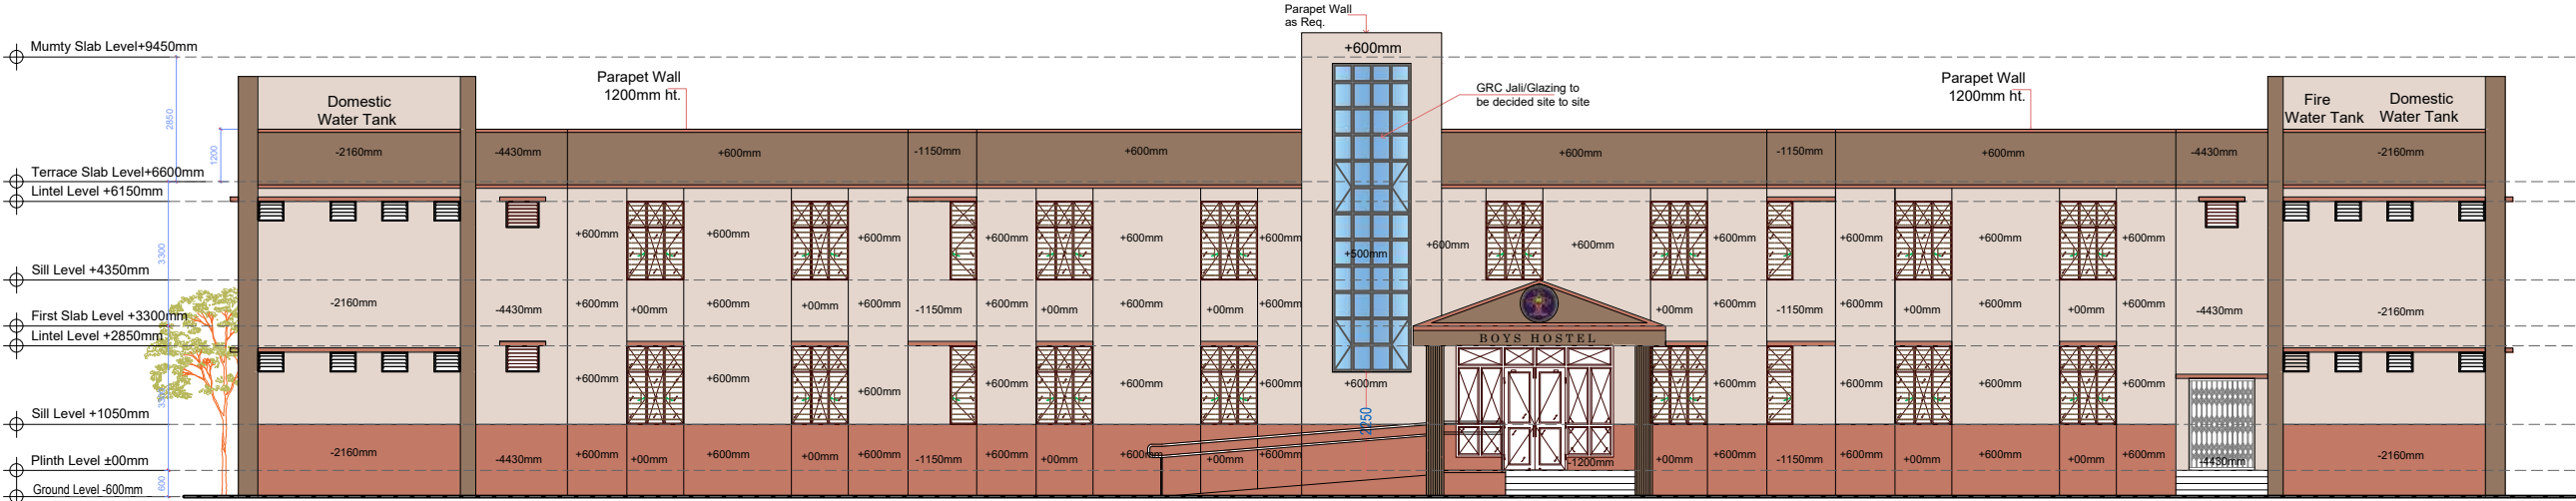 Parapet Wall
as Req.
Mumty Slab Level+9450mm
+600mm
Parapet Wall
1200mm ht.
Parapet Wall
1200mm ht.
GRC Jali/Glazing to
be decided site to site
Domestic
Water Tank
Fire
Water Tank
Domestic
Water Tank
2850
1200
-2160mm
-4430mm
+600mm
-1150mm
+600mm
+600mm
-1150mm
+600mm
-4430mm
-2160mm
Terrace Slab Level+6600mm
Lintel Level +6150mm
+600mm
+600mm
+600mm
+600mm
+600mm
+600mm
+600mm
+600mm
+600mm
+600mm
+600mm
+600mm
3300
+500mm
Sill Level +4350mm
-2160mm
-4430mm
+600mm
+00mm
+600mm
+00mm
+600mm
-1150mm
+600mm
+00mm
+600mm
+00mm
+600mm
+00mm
+600mm
-1150mm
+600mm
+00mm
+600mm
+00mm
+600mm
-4430mm
-2160mm
First Slab Level +3300mm
Lintel Level +2850mm
BOYS HOSTEL
+600mm
+600mm
+600mm
+600mm
+600mm
+600mm
+600mm
+600mm
+600mm
+600mm
+600mm
Sill Level +1050mm
2250
-2160mm
-4430mm
+600mm
+00mm
+600mm
+00mm
+600mm
-1150mm
+600mm
+00mm
+600mm
+00mm
+600mm
-1200mm
+00mm
+600mm
-1150mm
+600mm
+00mm
+600mm
+00mm
+600mm
-4430mm
-2160mm
Plinth Level ±00mm
600
Ground Level -600mm